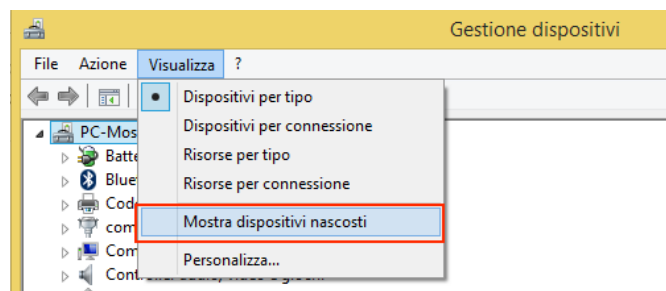 Gestione dispositivi
File Azione Visualizza ?
Dispositivi per tipo
Dispositivi per connessione
Risorse per tipo
Risorse per connessione
Mostra dispositivi nascosti
Personalizza...
PC-Mos
Batte
Blue
Code
com
Com
Cont